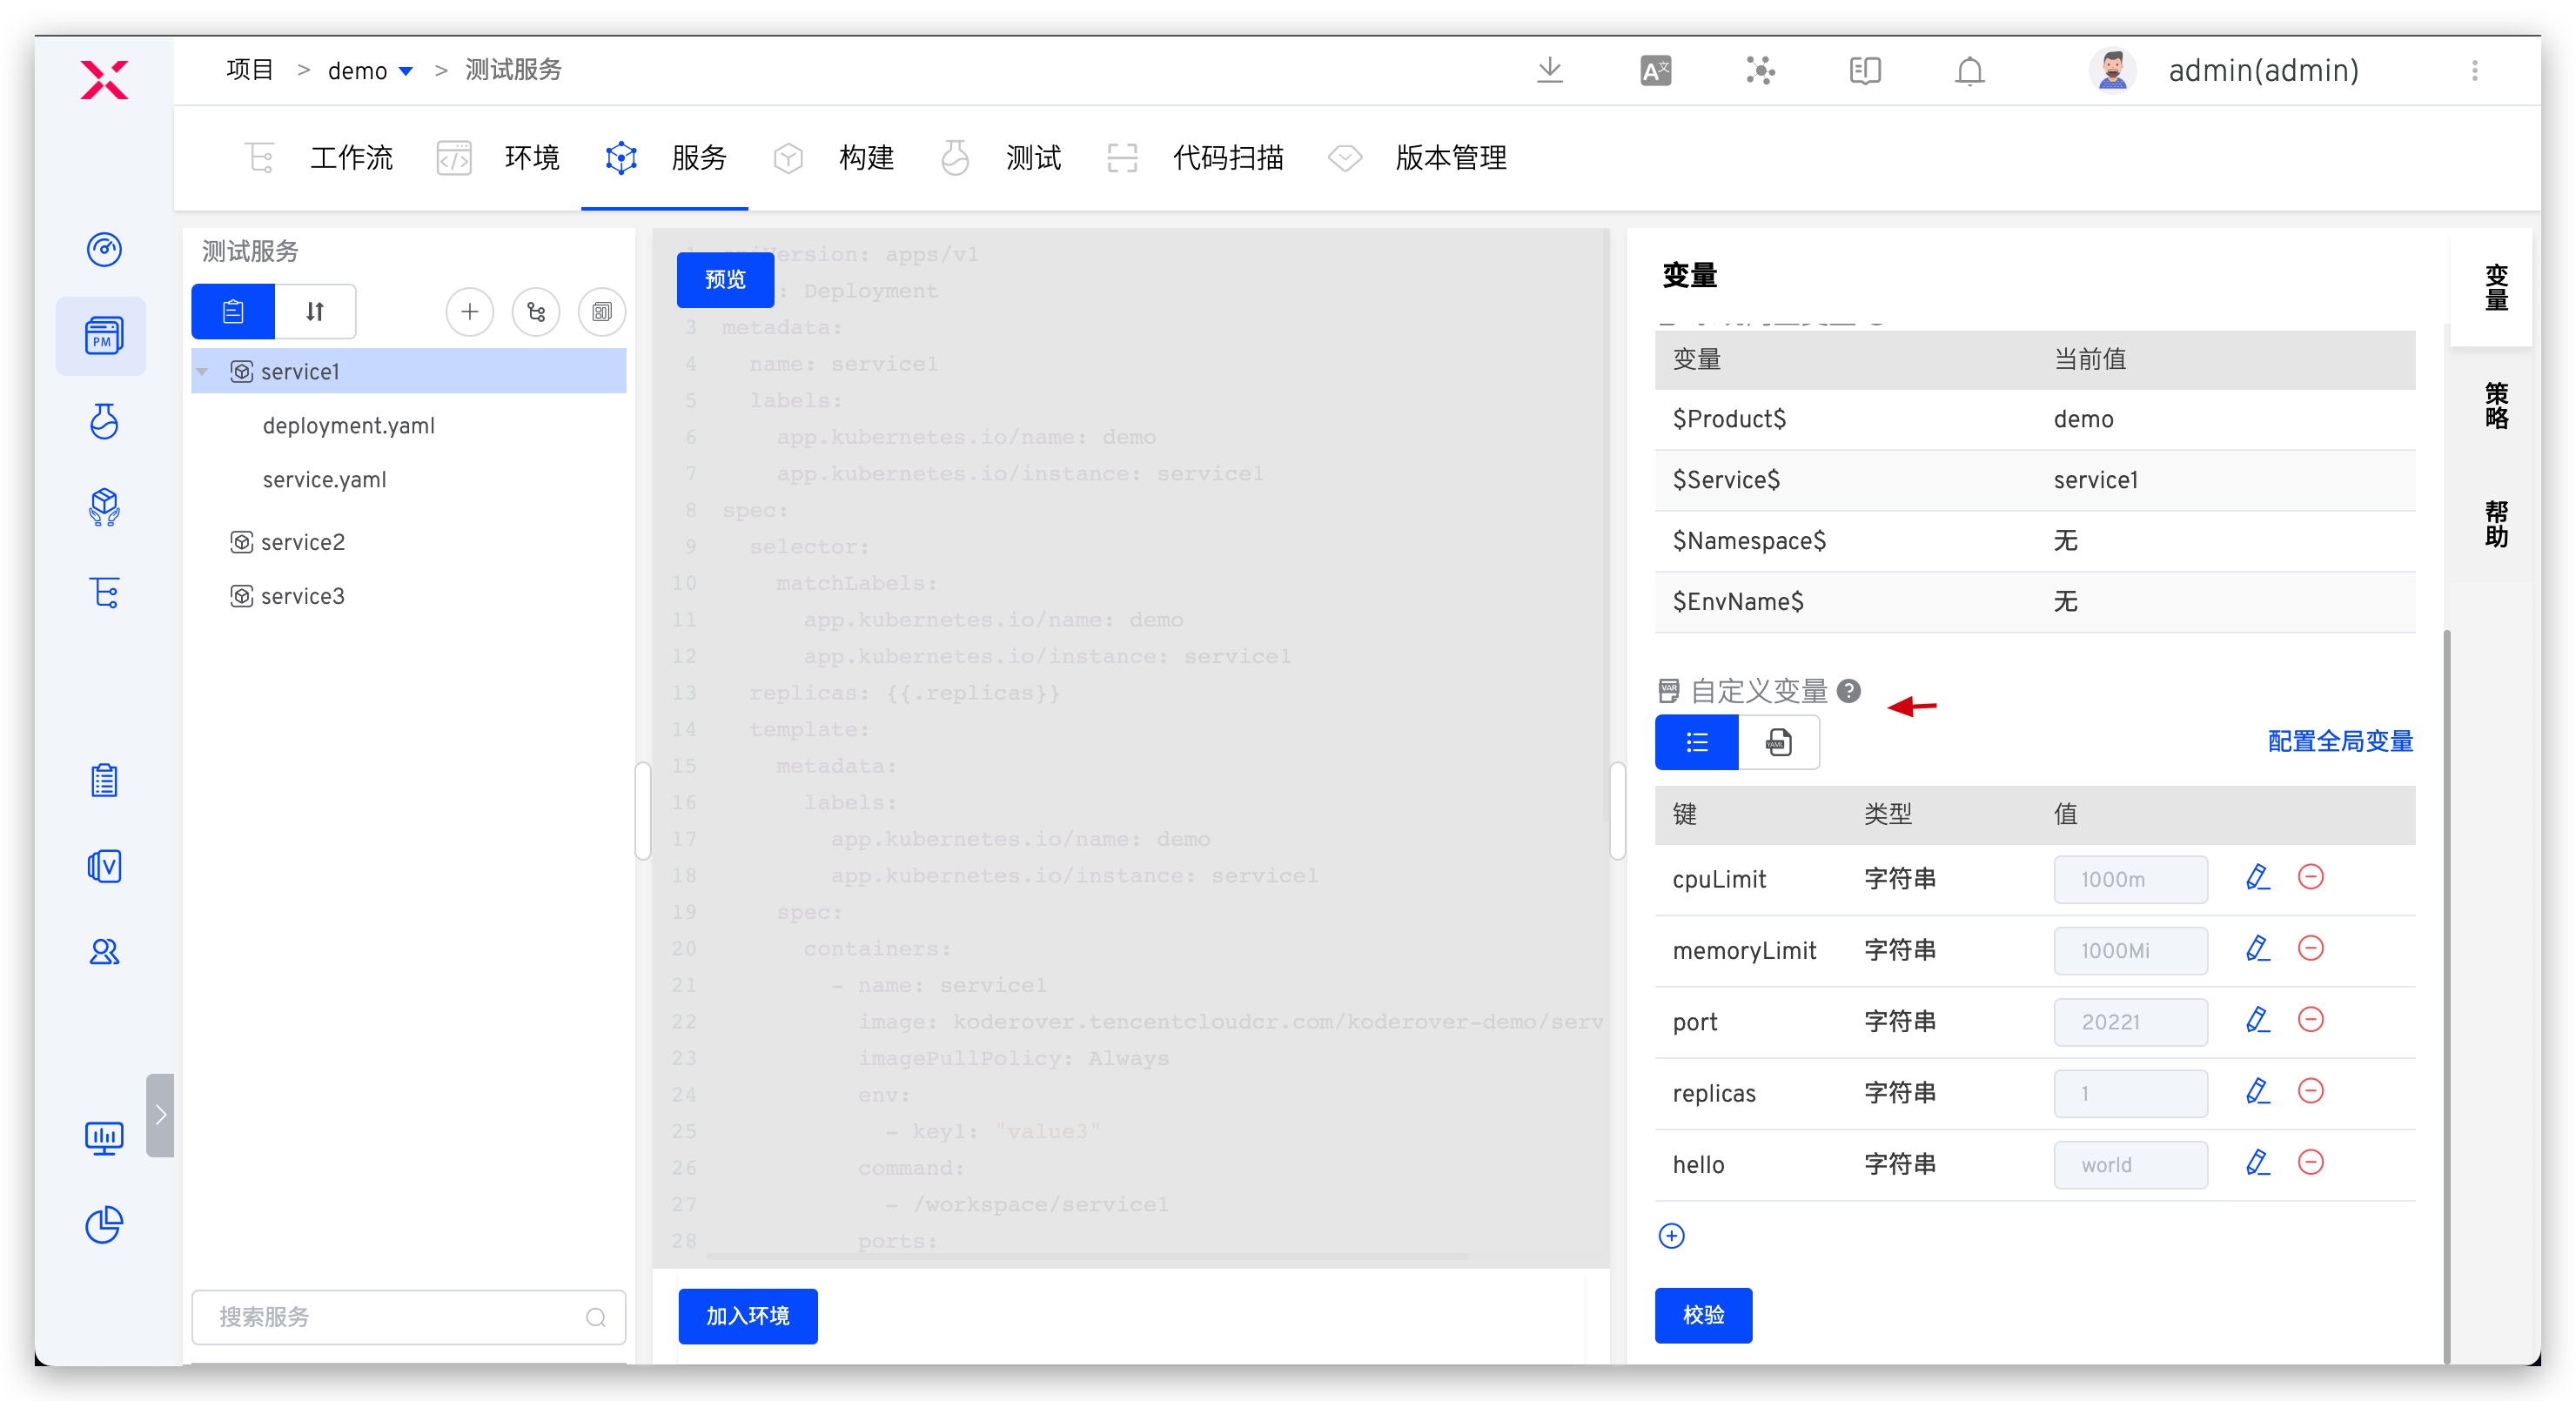 项目 > demo > 测试服务
admin(admin)
工作流 环境 服务 构建 测试 代码扫描 版本管理
PM
V
测试服务
service1
deployment.yaml
service.yaml
service2
service3
搜索服务
预览
1 Version: apps/v1
: Deployment
3 metadata:
4 name: service1
5 labels:
6 app.kubernetes.io/name: demo
7 app.kubernetes.io/instance: service1
8 spec:
9 selector:
10 matchLabels:
11 app.kubernetes.io/name: demo
12 app.kubernetes.io/instance: service1
13 replicas: {{.replicas}}
14 template:
15 metadata:
16 labels:
17 app.kubernetes.io/name: demo
18 app.kubernetes.io/instance: service1
19 spec:
20 containers:
21 - name: service1
22 image: koderover.tencentcloudcr.com/koderover-demo/serv
23 imagePullPolicy: Always
24 env:
25 - key1: "value3"
26 command:
27 - /workspace/service1
28 ports:
加入环境
变量
变量 当前值
$Product$ demo
$Service$ service1
$Namespace$ 无
$EnvName$ 无
VAR 自定义变量 ?
YAML
配置全局变量
键 类型 值
cpuLimit 字符串 1000m
memoryLimit 字符串 1000Mi
port 字符串 20221
replicas 字符串 1
hello 字符串 world
校验
变量
策略
帮助